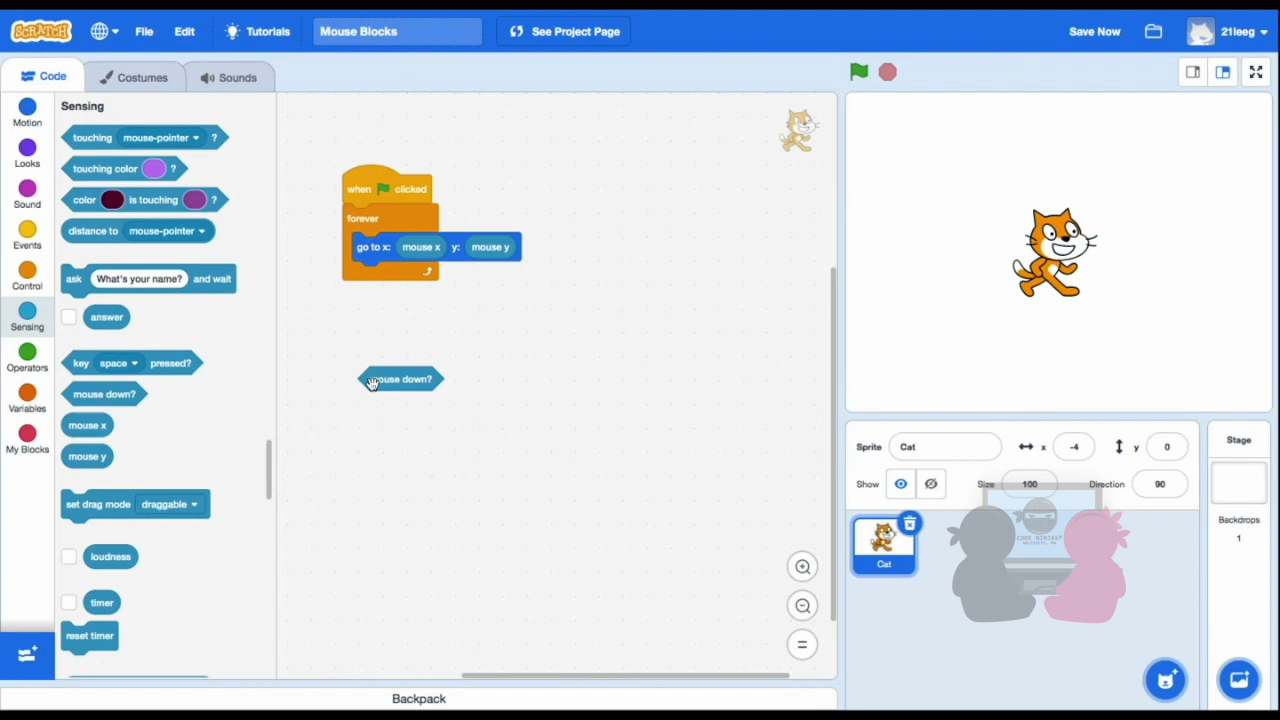 SCRATCH File Edit Tutorials Mouse Blocks See Project Page Save Now 21leeg
Code Costumes Sounds
Motion
Looks
Sound
Events
Control
Sensing
Operators
Variables
My Blocks
Sensing
touching mouse-pointer ?
touching color ?
color is touching ?
distance to mouse-pointer
ask What's your name? and wait
answer
key space pressed?
mouse down?
mouse x
mouse y
set drag mode draggable
loudness
timer
reset timer
when clicked
forever
go to x: mouse x y: mouse y
down?
Backpack
Sprite Cat x -4 y 0
Show Size 100 Direction 90
Cat
CODE NINJAS
Stage
Backdrops
1